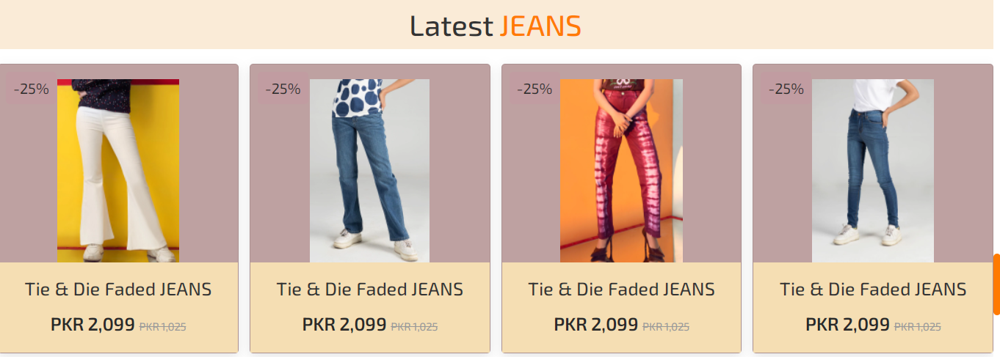 Latest JEANS
-25%
-25%
-25%
-25%
Tie & Die Faded JEANS
Tie & Die Faded JEANS
Tie & Die Faded JEANS
Tie & Die Faded JEANS
PKR 2,099 PKR 1,025
PKR 2,099 PKR 1,025
PKR 2,099 PKR 1,025
PKR 2,099 PKR 1,025